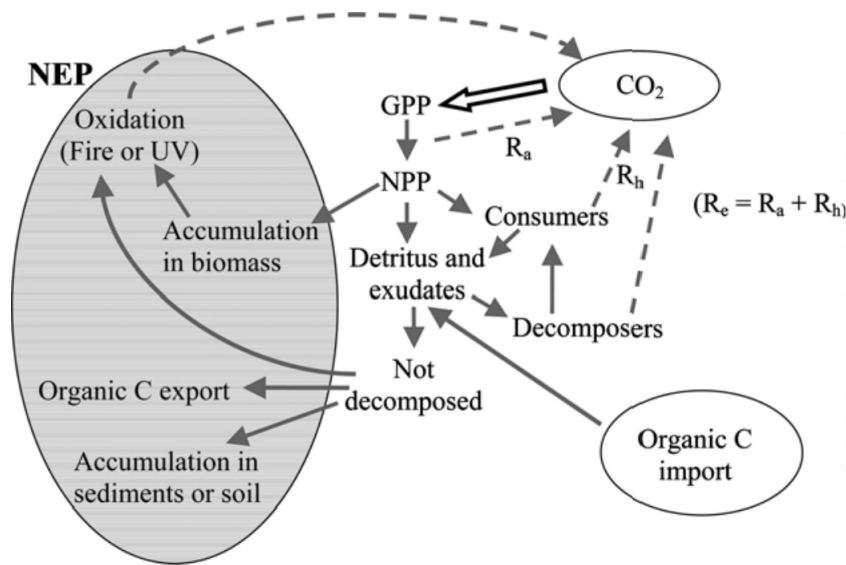 NEP
Oxidation
(Fire or UV)
Accumulation
in biomass
Organic C export
Accumulation in
sediments or soil
CO₂
GPP
Rₐ
NPP
Rₕ
Consumers
(Rₑ = Rₐ + Rₕ)
Detritus and
exudates
Decomposers
Not
decomposed
Organic C
import